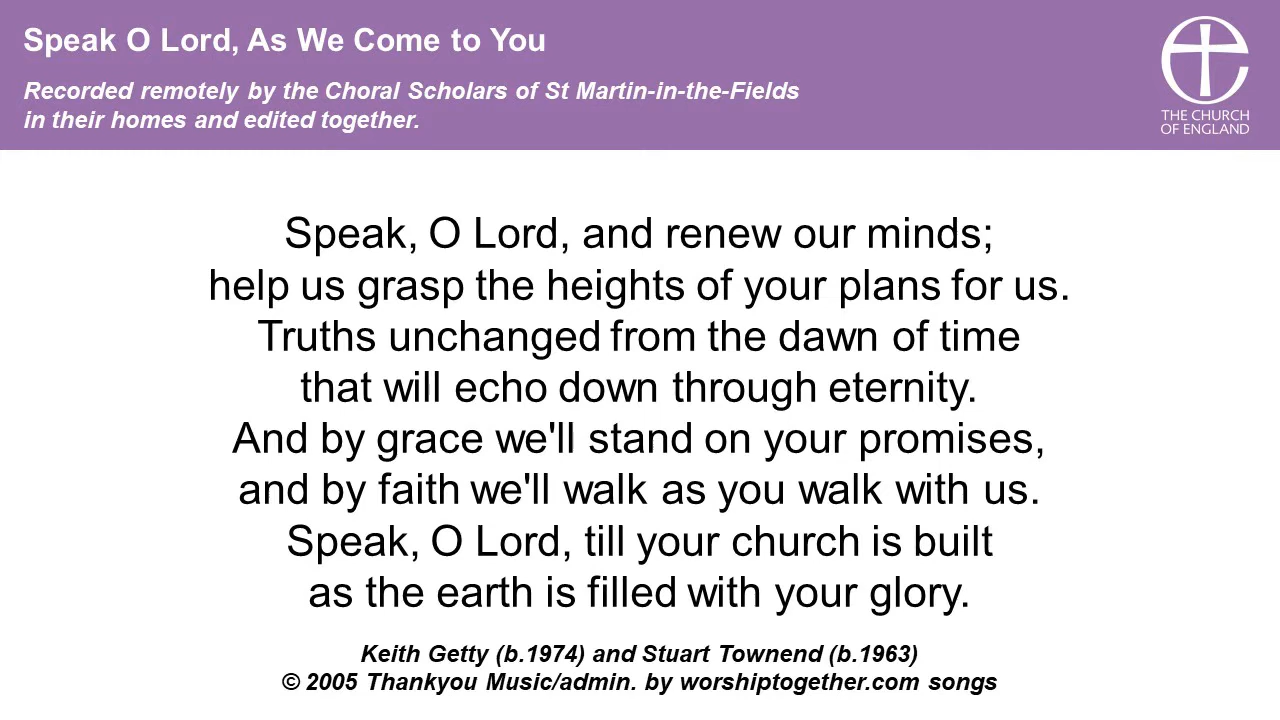 Speak O Lord, As We Come to You
Recorded remotely by the Choral Scholars of St Martin-in-the-Fields
in their homes and edited together.
THE CHURCH
OF ENGLAND
Speak, O Lord, and renew our minds;
help us grasp the heights of your plans for us.
Truths unchanged from the dawn of time
that will echo down through eternity.
And by grace we'll stand on your promises,
and by faith we'll walk as you walk with us.
Speak, O Lord, till your church is built
as the earth is filled with your glory.
Keith Getty (b.1974) and Stuart Townend (b.1963)
© 2005 Thankyou Music/admin. by worshiptogether.com songs